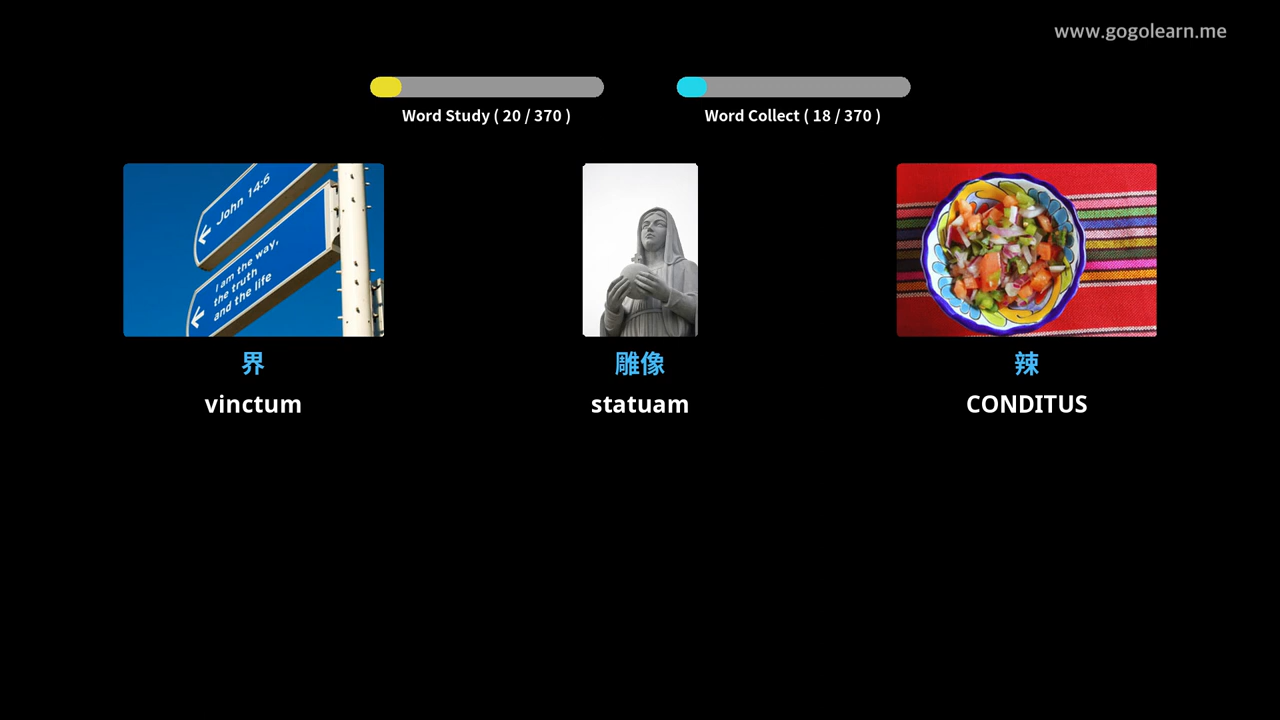 www.gogolearn.me
Word Study ( 20 / 370 )
Word Collect ( 18 / 370 )
John 14:6
I am the way,
the truth
and the life
界
vinctum
雕像
statuam
辣
CONDITUS